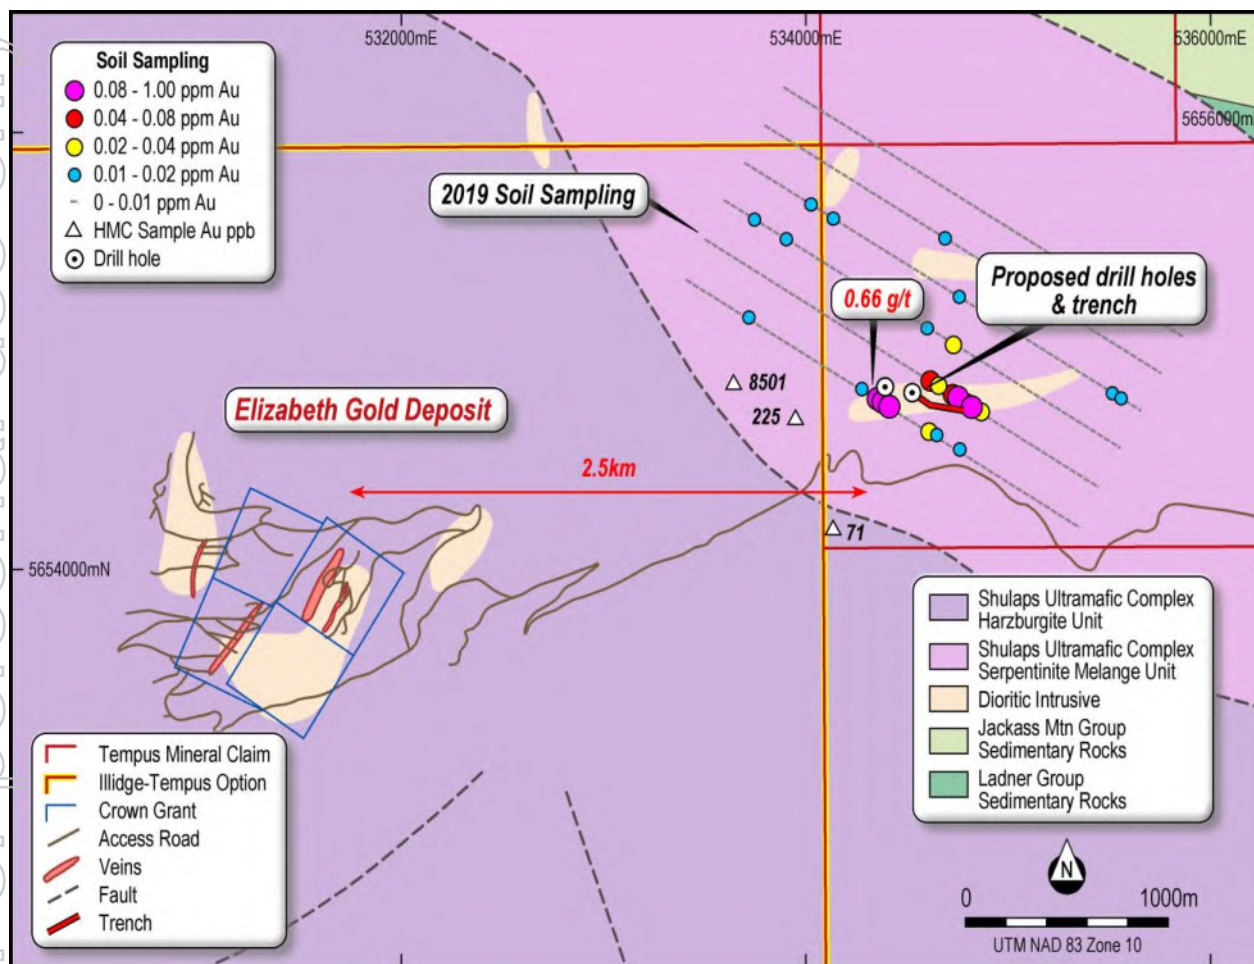 532000mE
534000mE
536000mE
Soil Sampling
0.08 - 1.00 ppm Au
0.04 - 0.08 ppm Au
0.02 - 0.04 ppm Au
0.01 - 0.02 ppm Au
0 - 0.01 ppm Au
HMC Sample Au ppb
Drill hole
5656000m
2019 Soil Sampling
0.66 g/t
Proposed drill holes
& trench
8501
225
Elizabeth Gold Deposit
2.5km
71
5654000mN
Shulaps Ultramafic Complex
Harzburgite Unit
Shulaps Ultramafic Complex
Serpentinite Melange Unit
Dioritic Intrusive
Jackass Mtn Group
Sedimentary Rocks
Ladner Group
Sedimentary Rocks
Tempus Mineral Claim
Illidge-Tempus Option
Crown Grant
Access Road
Veins
Fault
Trench
N
0 1000m
UTM NAD 83 Zone 10